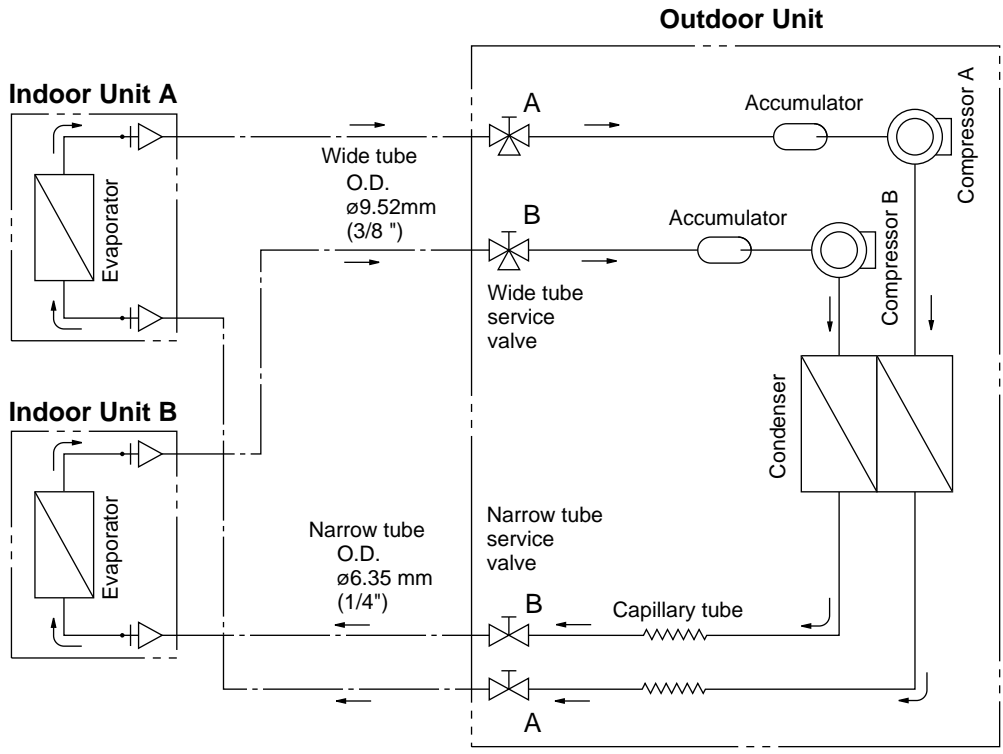 Outdoor Unit
Indoor Unit A
Evaporator
Wide tube
O.D.
ø9.52mm
(3/8 ")
A
Accumulator
Compressor A
B
Accumulator
Compressor B
Wide tube
service
valve
Condenser
Indoor Unit B
Evaporator
Narrow tube
O.D.
ø6.35 mm
(1/4")
Narrow tube
service
valve
B
Capillary tube
A